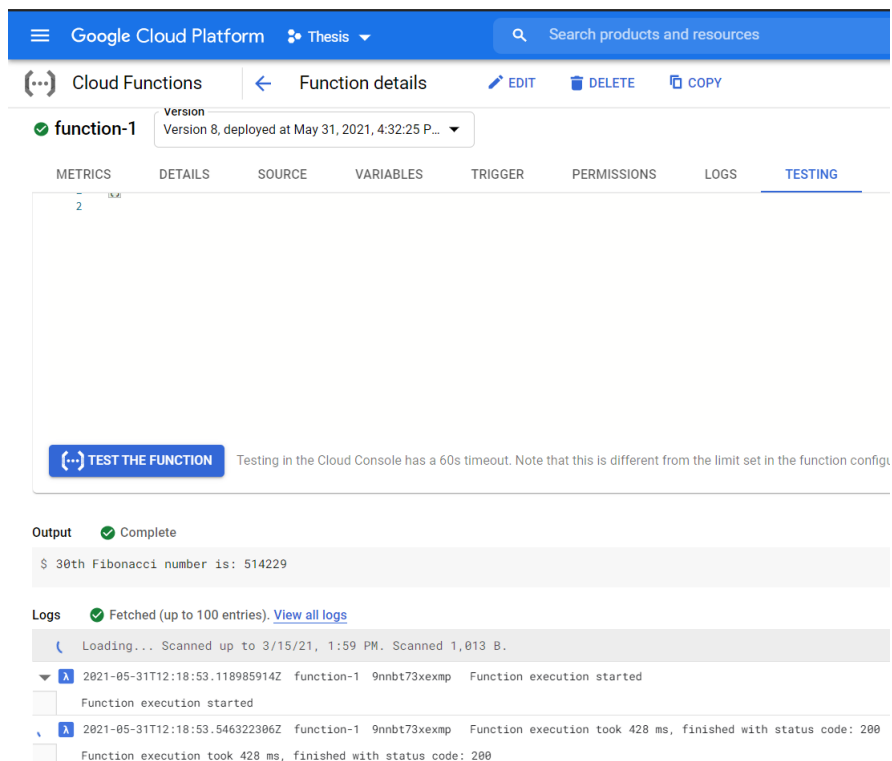 Google Cloud Platform Thesis Search products and resources
Cloud Functions Function details EDIT DELETE COPY
Version
function-1 Version 8, deployed at May 31, 2021, 4:32:25 P...
METRICS DETAILS SOURCE VARIABLES TRIGGER PERMISSIONS LOGS TESTING
2
(···) TEST THE FUNCTION Testing in the Cloud Console has a 60s timeout. Note that this is different from the limit set in the function configu
Output Complete
$ 30th Fibonacci number is: 514229
Logs Fetched (up to 100 entries). View all logs
Loading... Scanned up to 3/15/21, 1:59 PM. Scanned 1,013 B.
λ 2021-05-31T12:18:53.118985914Z function-1 9nnbt73xexmp Function execution started
Function execution started
λ 2021-05-31T12:18:53.546322306Z function-1 9nnbt73xexmp Function execution took 428 ms, finished with status code: 200
Function execution took 428 ms, finished with status code: 200